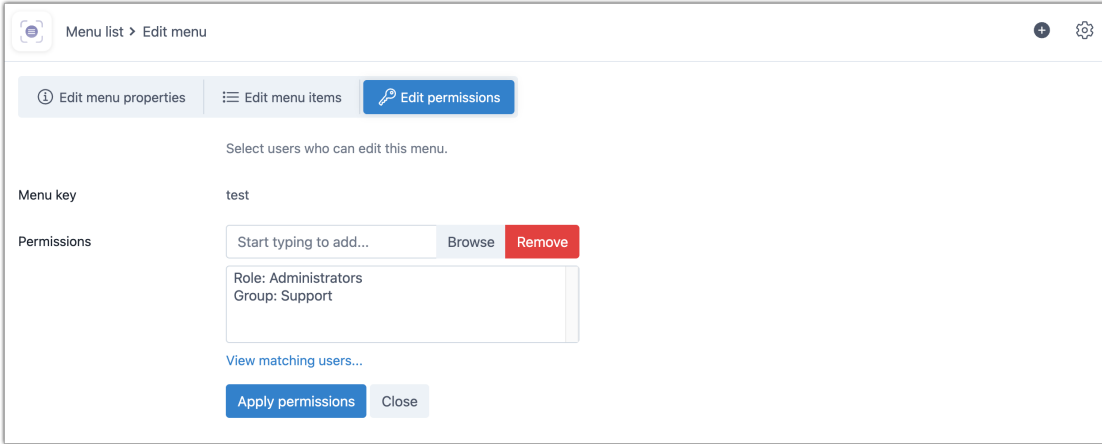 Menu list > Edit menu
Edit menu properties
Edit menu items
Edit permissions
Select users who can edit this menu.
Menu key
test
Permissions
Start typing to add...
Browse
Remove
Role: Administrators
Group: Support
View matching users...
Apply permissions
Close